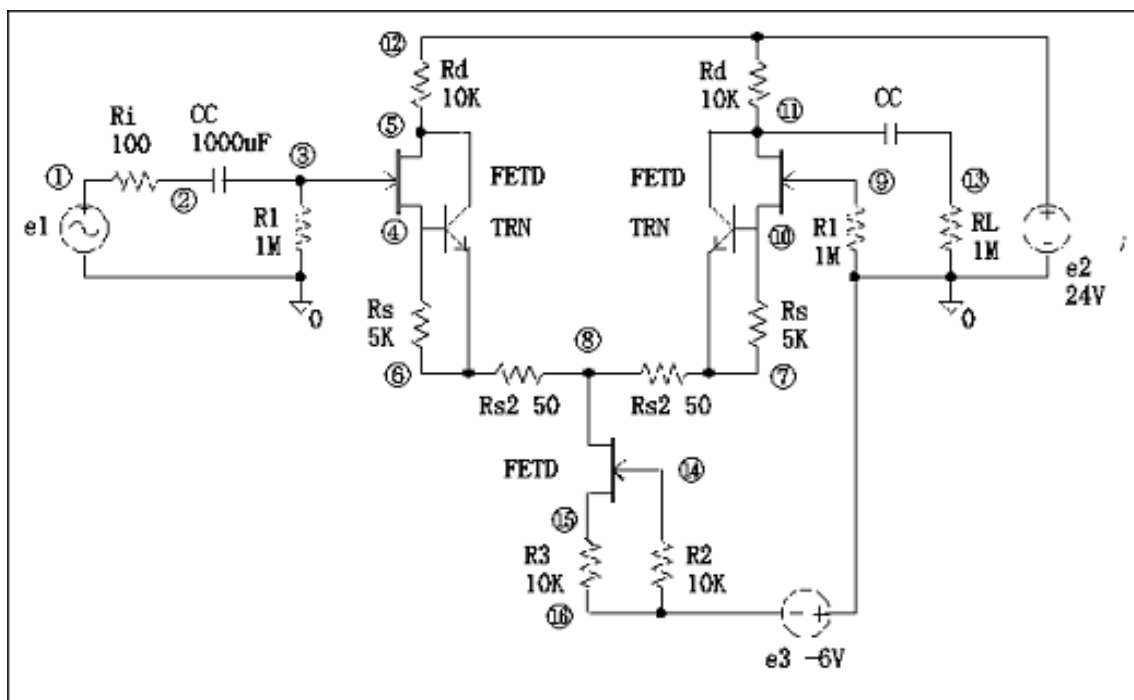 ⑫
Rd
10K
Rd
10K
⑪
CC
Ri
100
CC
1000uF
⑤
③
①
②
FETD
FETD
⑨
⑬
e1
R1
1M
④
TRN
TRN
⑩
R1
1M
RL
1M
e2
24V
i
0
Rs
5K
Rs
5K
0
⑧
⑥
⑦
Rs2 50
Rs2 50
FETD
⑭
⑮
R3
10K
R2
10K
⑯
e3 -6V